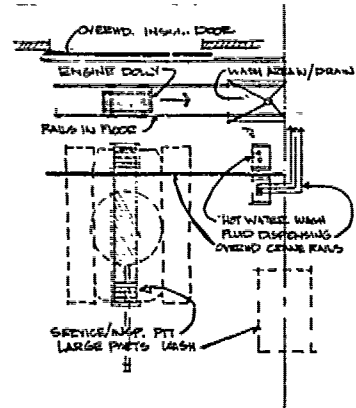 OVERHD. INSUL. DOOR
ENGINE DOLLY
WASH AREA W/ DRAIN
RAILS IN FLOOR
HOT WATER WASH
FLUID DISPENSING
OVERHD CRANE RAILS
SERVICE/INSP. PIT
LARGE PARTS WASH